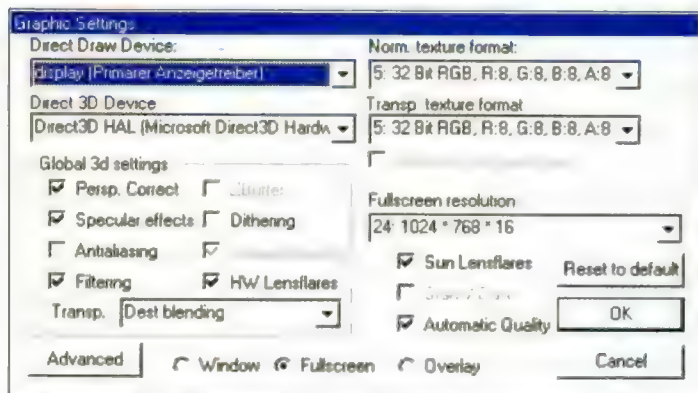 Graphic Settings
Direct Draw Device:
display (Primarer Anzeigetreiber)
Direct 3D Device
Direct3D HAL (Microsoft Direct3D Hardw
Global 3d settings
Persp. Correct
Specular effects
Dithering
Antialiasing
Filtering
HW Lensflares
Transp.
Dest blending
Norm. texture format:
5: 32 Bit RGB, R:8, G:8, B:8, A:8
Transp. texture format
5: 32 Bit RGB, R:8, G:8, B:8, A:8
Fullscreen resolution
24: 1024 * 768 * 16
Sun Lensflares
Automatic Quality
Reset to default
OK
Cancel
Advanced
Window
Fullscreen
Overlay